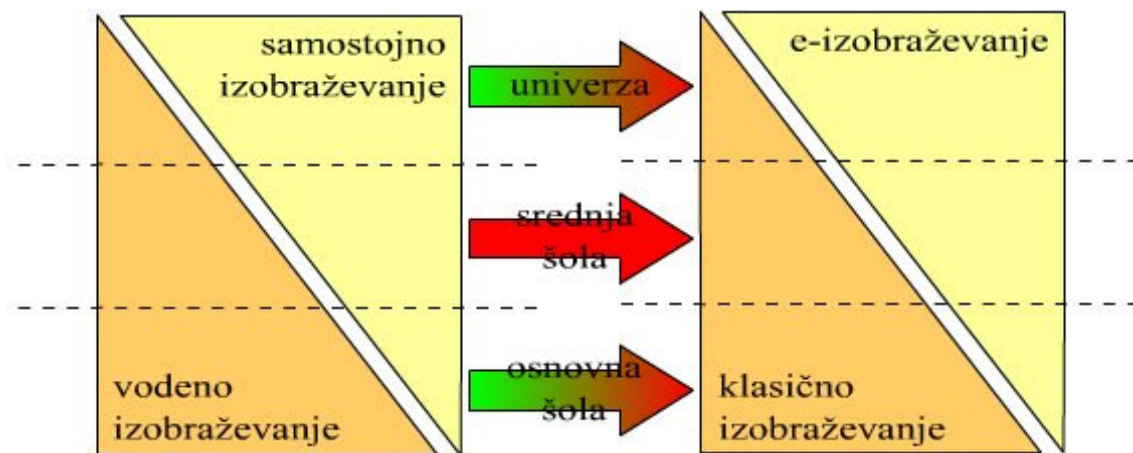 samostojno
izobraževanje
univerza
e-izobraževanje
srednja
šola
vodeno
izobraževanje
osnovna
šola
klasično
izobraževanje